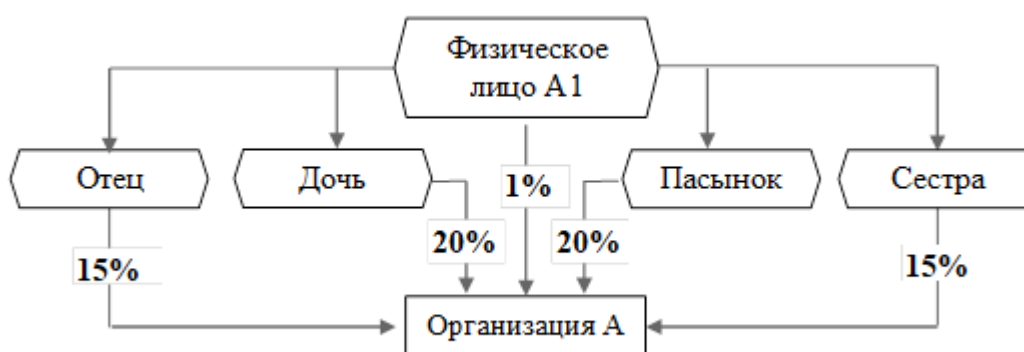 Физическое
лицо А1
Отец
Дочь
1%
Пасынок
Сестра
15%
20%
20%
15%
Организация А